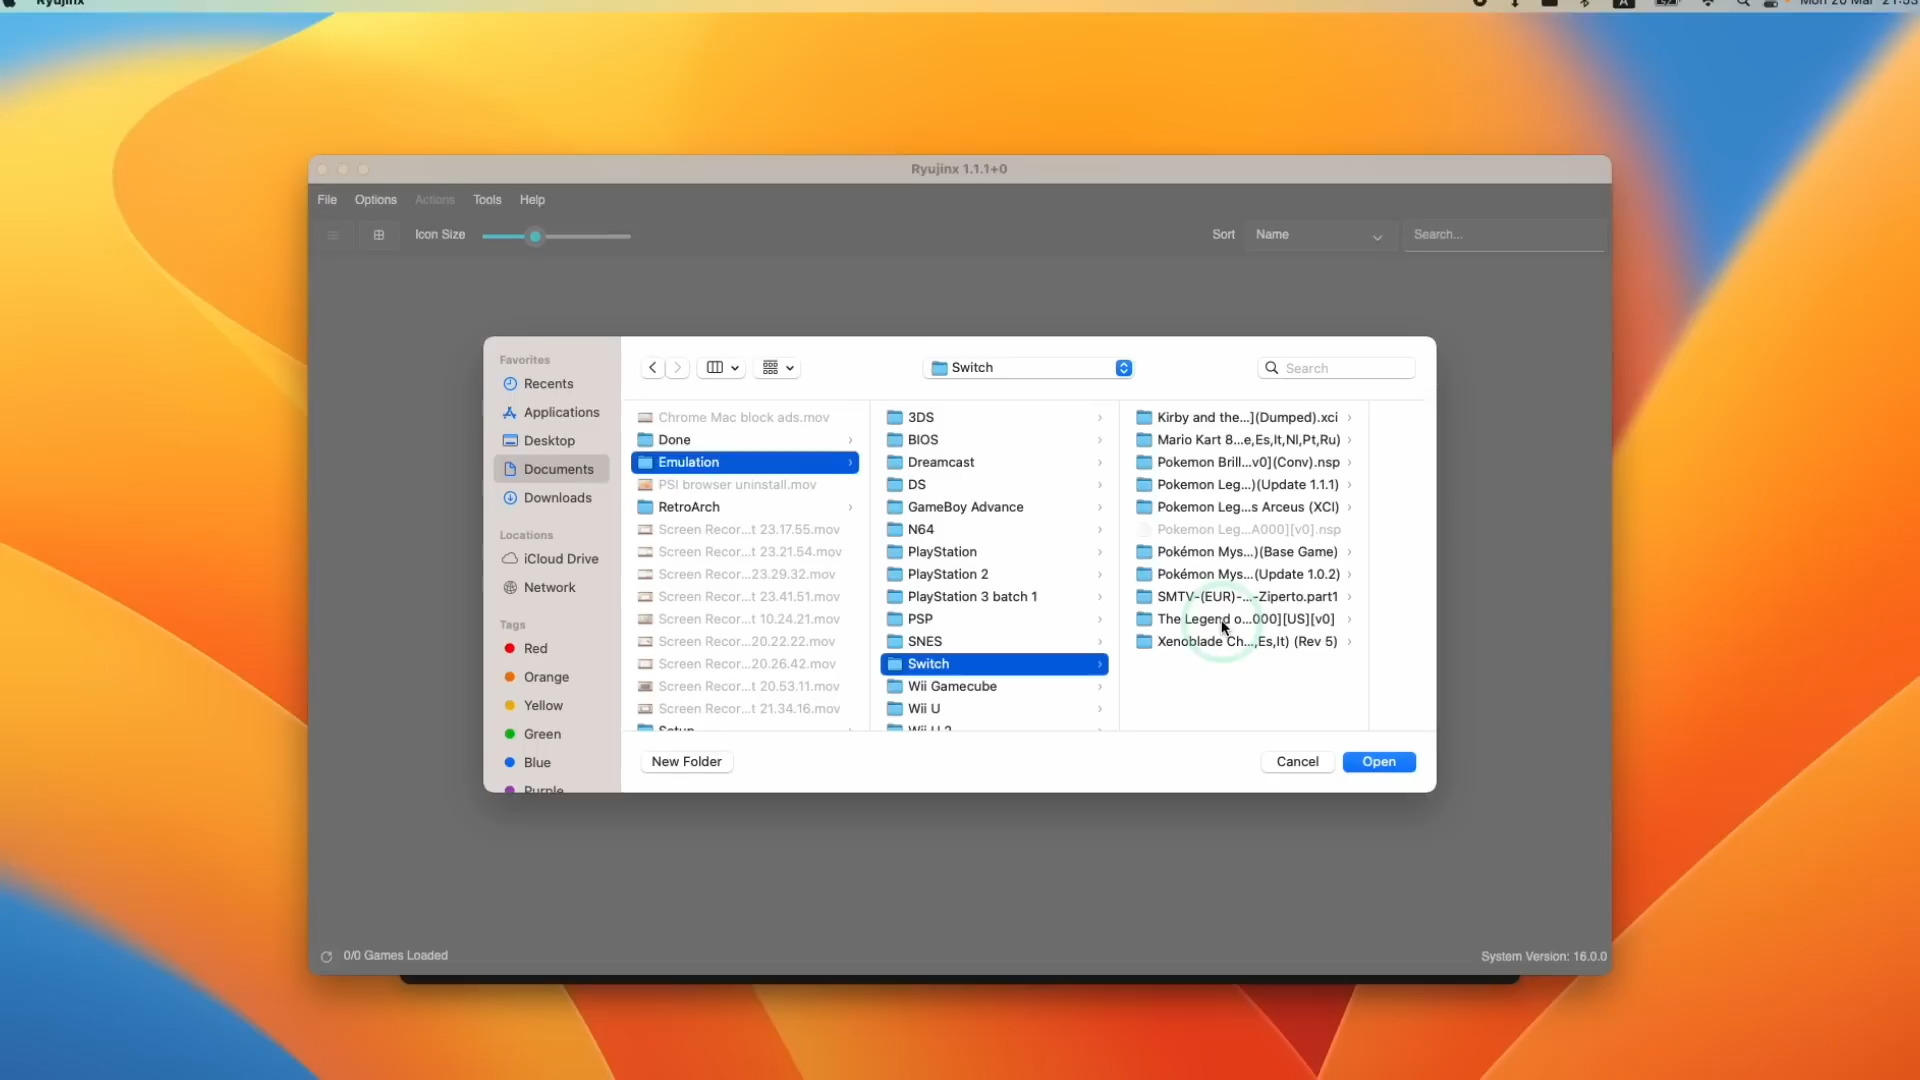 Ryujinx
Mon 20 Mar 21:53
Ryujinx 1.1.1+0
File Options Actions Tools Help
Icon Size
Sort Name Search...
Favorites
Recents
Applications
Desktop
Documents
Downloads
Locations
iCloud Drive
Network
Tags
Red
Orange
Yellow
Green
Blue
Purple
Switch
Search
Chrome Mac block ads.mov
Done
Emulation
PSI browser uninstall.mov
RetroArch
Screen Recor...t 23.17.55.mov
Screen Recor...t 23.21.54.mov
Screen Recor...23.29.32.mov
Screen Recor...t 23.41.51.mov
Screen Recor...t 10.24.21.mov
Screen Recor...20.22.22.mov
Screen Recor...20.26.42.mov
Screen Recor...t 20.53.11.mov
Screen Recor...t 21.34.16.mov
Setup
3DS
BIOS
Dreamcast
DS
GameBoy Advance
N64
PlayStation
PlayStation 2
PlayStation 3 batch 1
PSP
SNES
Switch
Wii Gamecube
Wii U
Wii U 2
Kirby and the...](Dumped).xci
Mario Kart 8...e,Es,It,Nl,Pt,Ru)
Pokemon Brill...v0](Conv).nsp
Pokemon Leg...)(Update 1.1.1)
Pokemon Leg...s Arceus (XCI)
Pokemon Leg...A000][v0].nsp
Pokémon Mys...)(Base Game)
Pokémon Mys...(Update 1.0.2)
SMTV-(EUR)-...-Ziperto.part1
The Legend o...000][US][v0]
Xenoblade Ch...,Es,It) (Rev 5)
New Folder
Cancel
Open
0/0 Games Loaded
System Version: 16.0.0